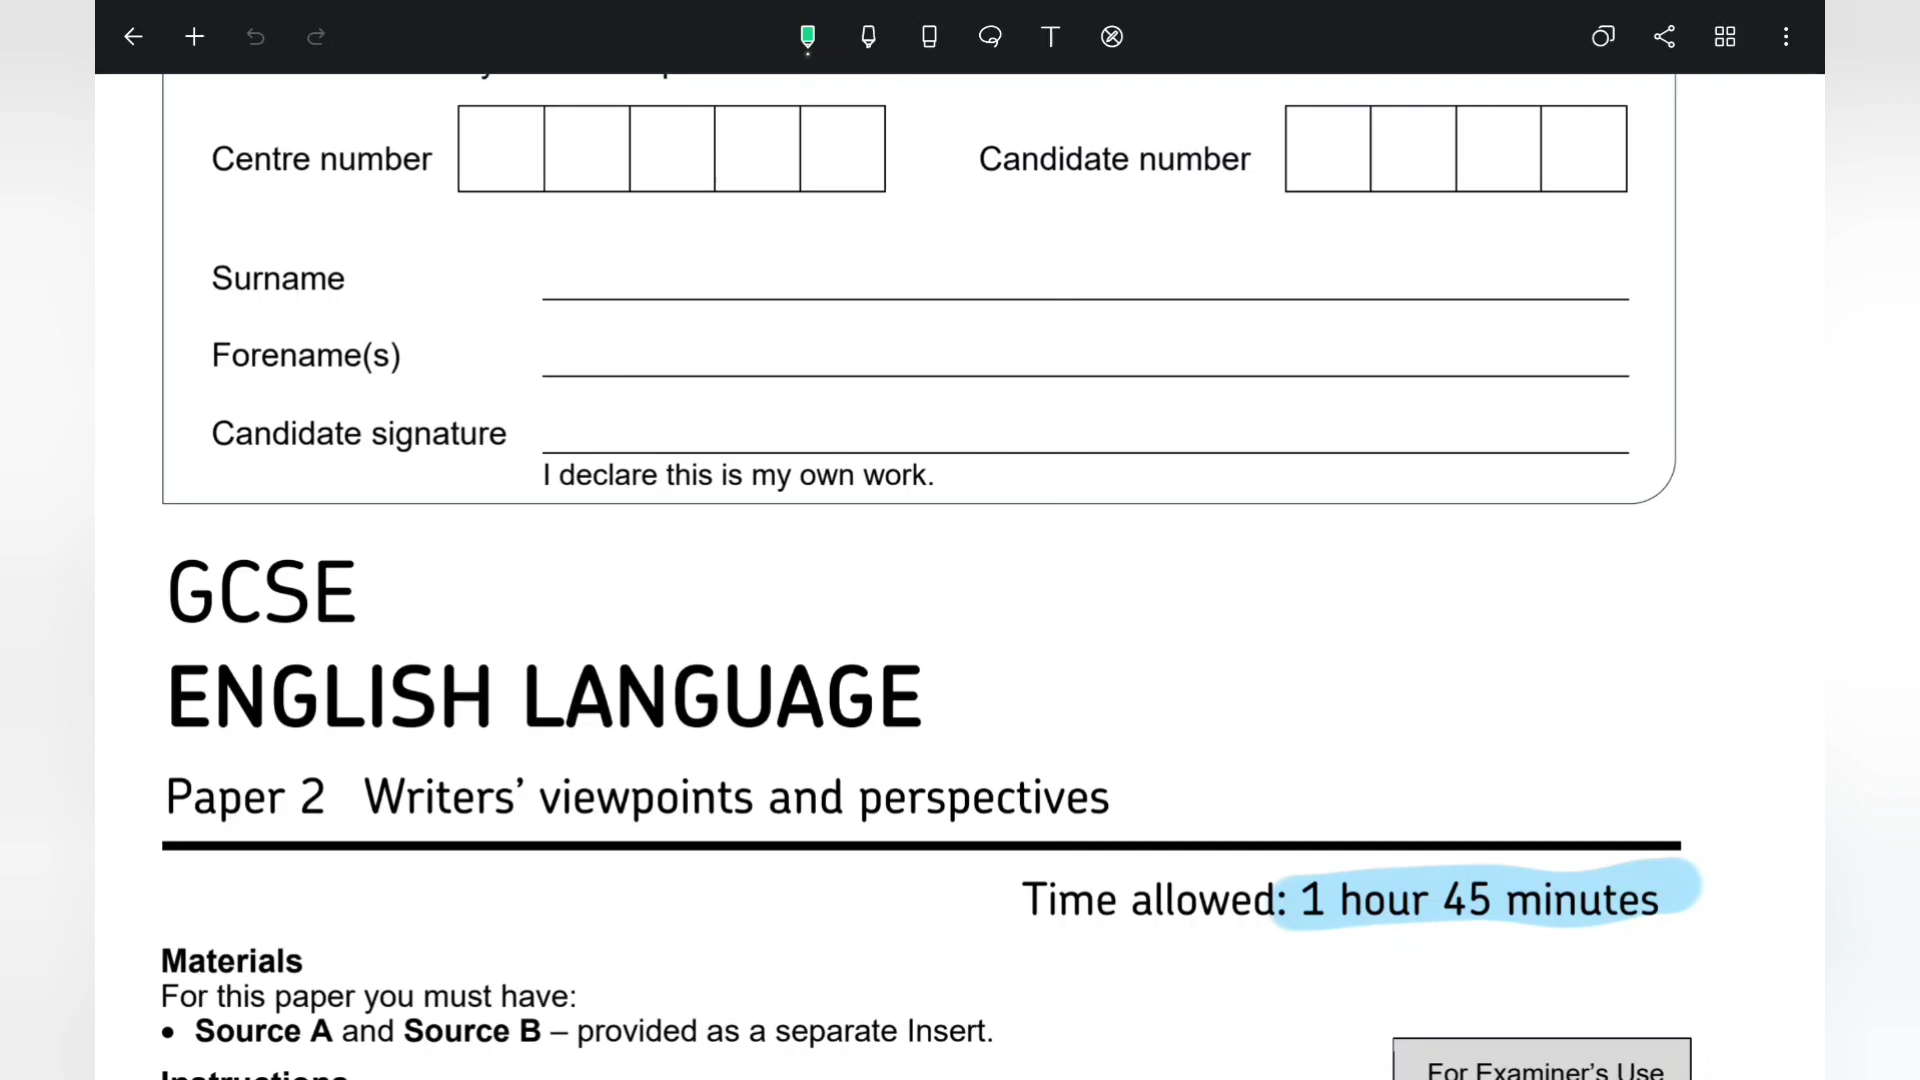 Centre number
Candidate number
Surname
Forename(s)
Candidate signature
I declare this is my own work.
GCSE
ENGLISH LANGUAGE
Paper 2 Writers’ viewpoints and perspectives
Time allowed: 1 hour 45 minutes
Materials
For this paper you must have:
• Source A and Source B – provided as a separate Insert.
Instructions
For Examiner’s Use